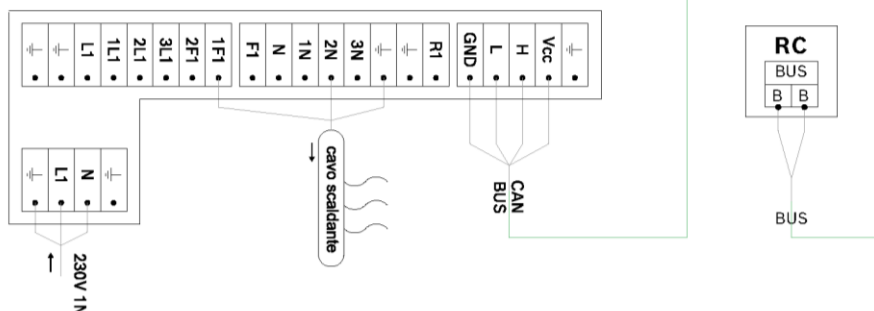 ⏚ ⏚ L1 1L1 2L1 3L1 2F1 1F1
F1 N 1N 2N 3N ⏚ ⏚ R1
GND L H Vcc ⏚
RC
BUS
B B
⏚ L1 N ⏚
cavo scaldante
CAN
BUS
BUS
230V 1N